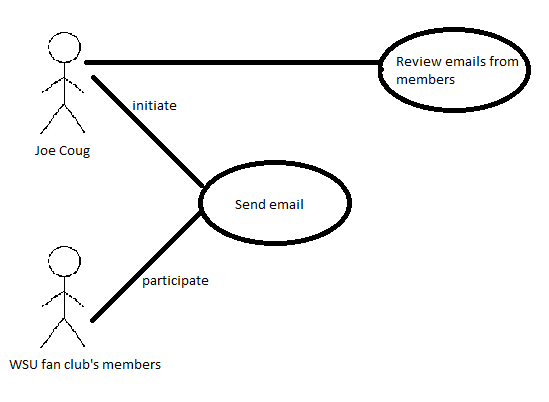 Review emails from
members
initiate
Joe Coug
Send email
participate
WSU fan club's members